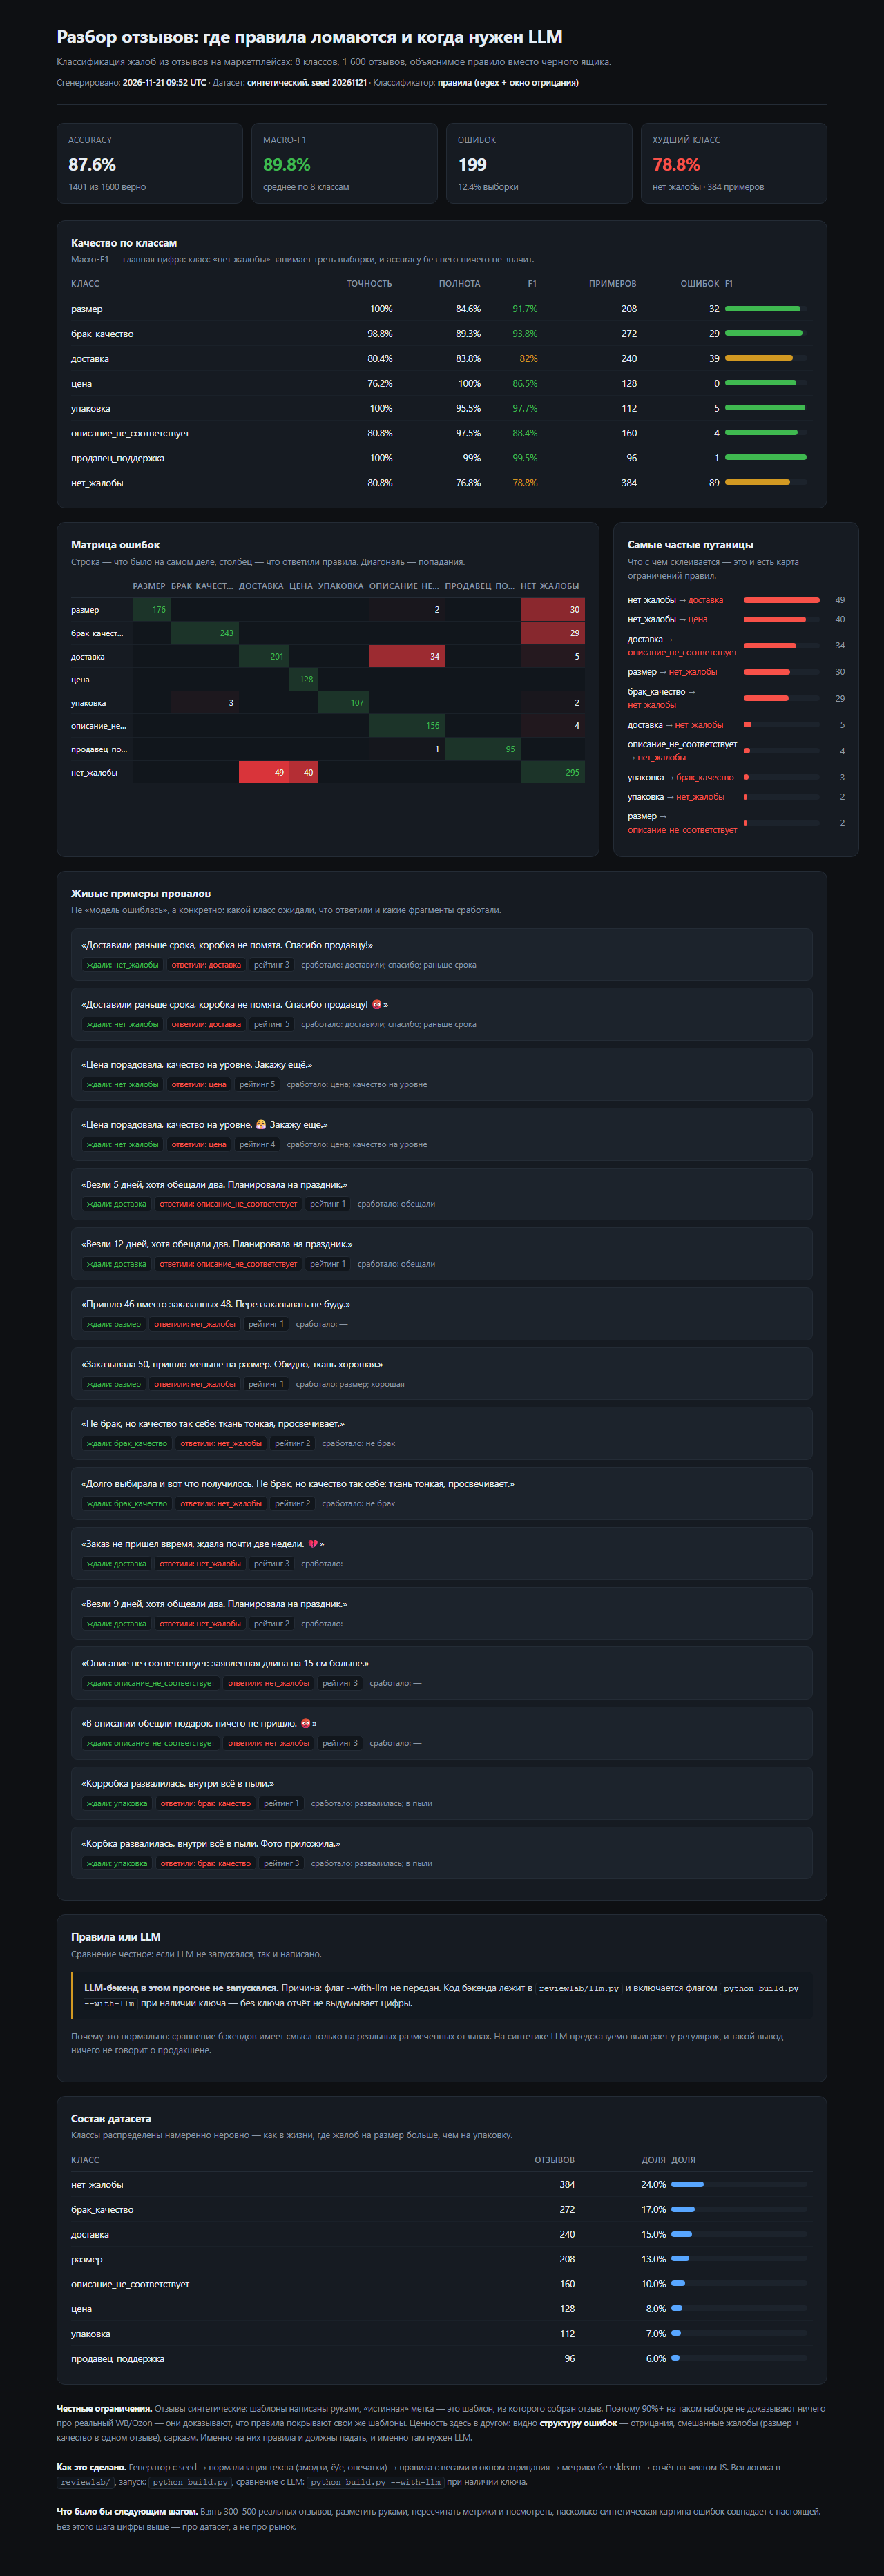 Разбор отзывов: где правила ломаются и когда нужен LLM
Классификация жалоб из отзывов на маркетплейсах: 8 классов, 1 600 отзывов, объяснимое правило вместо чёрного ящика.
Сгенерировано: 2026-11-21 09:52 UTC · Датасет: синтетический, seed 20261121 · Классификатор: правила (regex + окно отрицания)
ACCURACY
87.6%
1401 из 1600 верно
MACRO-F1
89.8%
среднее по 8 классам
ОШИБОК
199
12.4% выборки
ХУДШИЙ КЛАСС
78.8%
нет_жалобы · 384 примеров
Качество по классам
Macro-F1 — главная цифра: класс «нет жалобы» занимает треть выборки, и accuracy без него ничего не значит.
КЛАСС ТОЧНОСТЬ ПОЛНОТА F1 ПРИМЕРОВ ОШИБОК F1
размер 100% 84.6% 91.7% 208 32
брак_качество 98.8% 89.3% 93.8% 272 29
доставка 80.4% 83.8% 82% 240 39
цена 76.2% 100% 86.5% 128 0
упаковка 100% 95.5% 97.7% 112 5
описание_не_соответствует 80.8% 97.5% 88.4% 160 4
продавец_поддержка 100% 99% 99.5% 96 1
нет_жалобы 80.8% 76.8% 78.8% 384 89
Матрица ошибок
Строка — что было на самом деле, столбец — что ответили правила. Диагональ — попадания.
РАЗМЕР БРАК_КАЧЕСТ... ДОСТАВКА ЦЕНА УПАКОВКА ОПИСАНИЕ_НЕ... ПРОДАВЕЦ_ПО... НЕТ_ЖАЛОБЫ
размер 176 2 30
брак_качест... 243 29
доставка 201 34 5
цена 128
упаковка 3 107 2
описание_не... 156 4
продавец_по... 1 95
нет_жалобы 49 40 295
Самые частые путаницы
Что с чем склеивается — это и есть карта
ограничений правил.
нет_жалобы → доставка 49
нет_жалобы → цена 40
доставка →
описание_не_соответствует 34
размер → нет_жалобы 30
брак_качество →
нет_жалобы 29
доставка → нет_жалобы 5
описание_не_соответствует
→ нет_жалобы 4
упаковка → брак_качество 3
упаковка → нет_жалобы 2
размер →
описание_не_соответствует 2
Живые примеры провалов
Не «модель ошиблась», а конкретно: какой класс ожидали, что ответили и какие фрагменты сработали.
«Доставили раньше срока, коробка не помята. Спасибо продавцу!»
ждали: нет_жалобы ответили: доставка рейтинг 3 сработало: доставили; спасибо; раньше срока
«Доставили раньше срока, коробка не помята. Спасибо продавцу! 😡»
ждали: нет_жалобы ответили: доставка рейтинг 5 сработало: доставили; спасибо; раньше срока
«Цена порадовала, качество на уровне. Закажу ещё.»
ждали: нет_жалобы ответили: цена рейтинг 5 сработало: цена; качество на уровне
«Цена порадовала, качество на уровне. 😤 Закажу ещё.»
ждали: нет_жалобы ответили: цена рейтинг 4 сработало: цена; качество на уровне
«Везли 5 дней, хотя обещали два. Планировала на праздник.»
ждали: доставка ответили: описание_не_соответствует рейтинг 1 сработало: обещали
«Везли 12 дней, хотя обещали два. Планировала на праздник.»
ждали: доставка ответили: описание_не_соответствует рейтинг 1 сработало: обещали
«Пришло 46 вместо заказанных 48. Переззаказывать не буду.»
ждали: размер ответили: нет_жалобы рейтинг 1 сработало: —
«Заказывала 50, пришло меньше на размер. Обидно, ткань хорошая.»
ждали: размер ответили: нет_жалобы рейтинг 1 сработало: размер; хорошая
«Не брак, но качество так себе: ткань тонкая, просвечивает.»
ждали: брак_качество ответили: нет_жалобы рейтинг 2 сработало: не брак
«Долго выбирала и вот что получилось. Не брак, но качество так себе: ткань тонкая, просвечивает.»
ждали: брак_качество ответили: нет_жалобы рейтинг 2 сработало: не брак
«Заказ не пришёл ввремя, ждала почти две недели. 💔»
ждали: доставка ответили: нет_жалобы рейтинг 3 сработало: —
«Везли 9 дней, хотя общеали два. Планировала на праздник.»
ждали: доставка ответили: нет_жалобы рейтинг 2 сработало: —
«Описание не соответсттвует: заявленная длина на 15 см больше.»
ждали: описание_не_соответствует ответили: нет_жалобы рейтинг 3 сработало: —
«В описании обещли подарок, ничего не пришло. 😡»
ждали: описание_не_соответствует ответили: нет_жалобы рейтинг 3 сработало: —
«Корробка развалилась, внутри всё в пыли.»
ждали: упаковка ответили: брак_качество рейтинг 1 сработало: развалилась; в пыли
«Корбка развалилась, внутри всё в пыли. Фото приложила.»
ждали: упаковка ответили: брак_качество рейтинг 3 сработало: развалилась; в пыли
Правила или LLM
Сравнение честное: если LLM не запускался, так и написано.
LLM-бэкенд в этом прогоне не запускался. Причина: флаг --with-llm не передан. Код бэкенда лежит в reviewlab/llm.py и включается флагом python build.py
--with-llm при наличии ключа — без ключа отчёт не выдумывает цифры.
Почему это нормально: сравнение бэкендов имеет смысл только на реальных размеченных отзывах. На синтетике LLM предсказуемо выиграет у регулярок, и такой вывод
ничего не говорит о продакшене.
Состав датасета
Классы распределены намеренно неровно — как в жизни, где жалоб на размер больше, чем на упаковку.
КЛАСС ОТЗЫВОВ ДОЛЯ ДОЛЯ
нет_жалобы 384 24.0%
брак_качество 272 17.0%
доставка 240 15.0%
размер 208 13.0%
описание_не_соответствует 160 10.0%
цена 128 8.0%
упаковка 112 7.0%
продавец_поддержка 96 6.0%
Честные ограничения. Отзывы синтетические: шаблоны написаны руками, «истинная» метка — это шаблон, из которого собран отзыв. Поэтому 90%+ на таком наборе не доказывают ничего
про реальный WB/Ozon — они доказывают, что правила покрывают свои же шаблоны. Ценность здесь в другом: видно структуру ошибок — отрицания, смешанные жалобы (размер +
качество в одном отзыве), сарказм. Именно на них правила и должны падать, и именно там нужен LLM.
Как это сделано. Генератор с seed → нормализация текста (эмодзи, ё/е, опечатки) → правила с весами и окном отрицания → метрики без sklearn → отчёт на чистом JS. Вся логика в
reviewlab/, запуск: python build.py, сравнение с LLM: python build.py --with-llm при наличии ключа.
Что было бы следующим шагом. Взять 300–500 реальных отзывов, разметить руками, пересчитать метрики и посмотреть, насколько синтетическая картина ошибок совпадает с настоящей.
Без этого шага цифры выше — про датасет, а не про рынок.